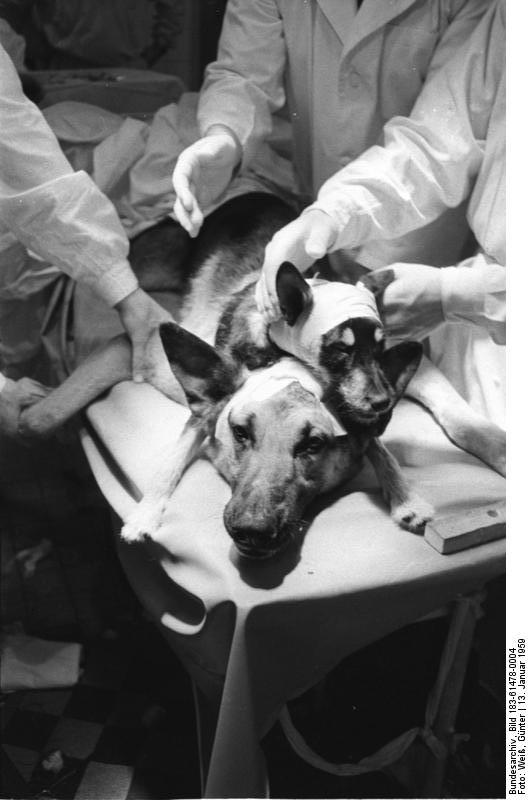 Bundesarchiv, Bild 183-61478-0004
Foto: Weiß, Günter | 13. Januar 1959